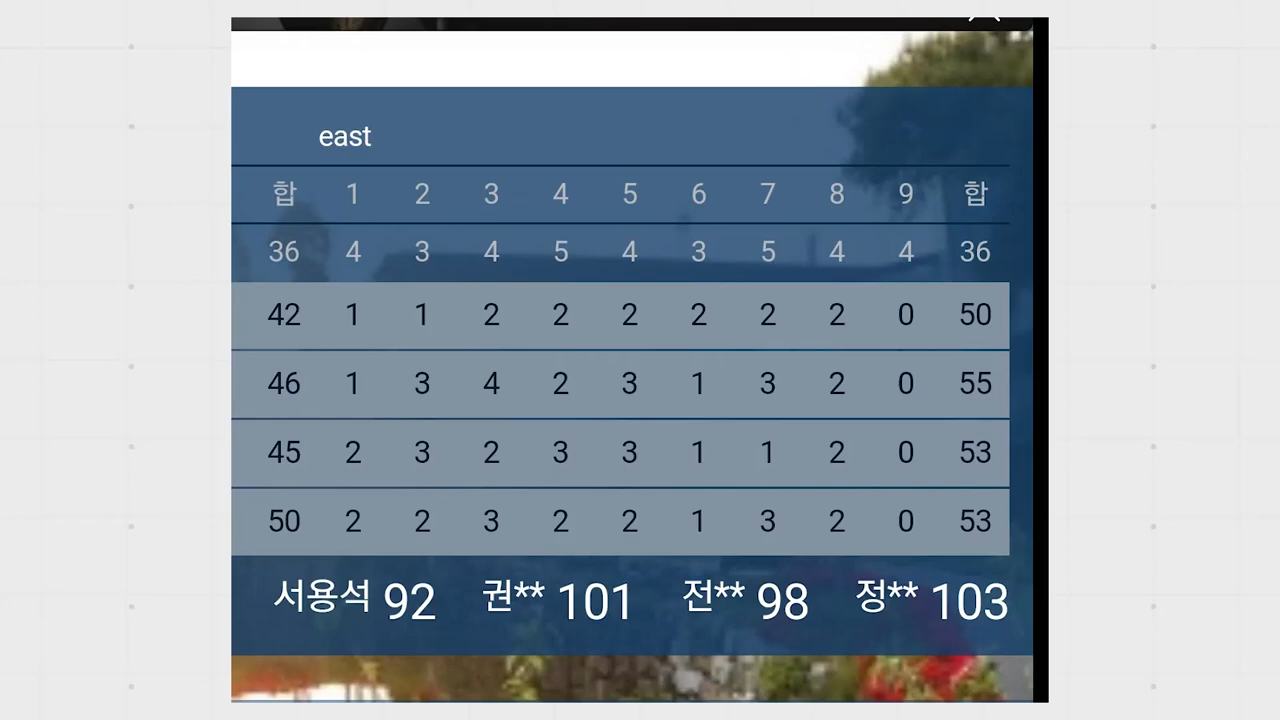 east
합 1 2 3 4 5 6 7 8 9 합
36 4 3 4 5 4 3 5 4 4 36
42 1 1 2 2 2 2 2 2 0 50
46 1 3 4 2 3 1 3 2 0 55
45 2 3 2 3 3 1 1 2 0 53
50 2 2 3 2 2 1 3 2 0 53
서용석 92 권** 101 전** 98 정** 103